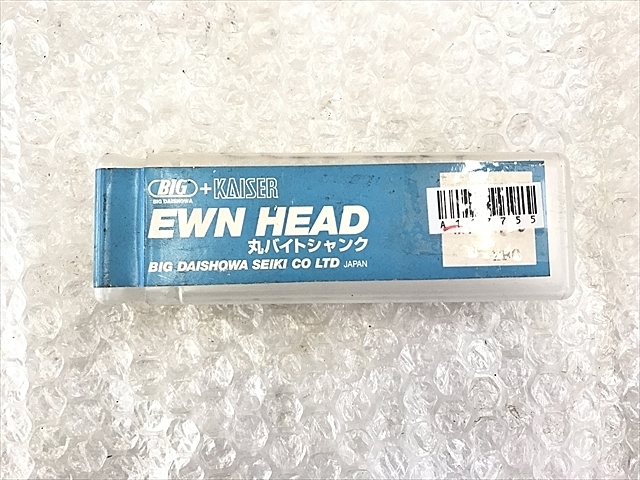 BIG + KAISER
BIG DAISHOWA
EWN HEAD
丸バイトシャンク
BIG DAISHOWA SEIKI CO LTD JAPAN